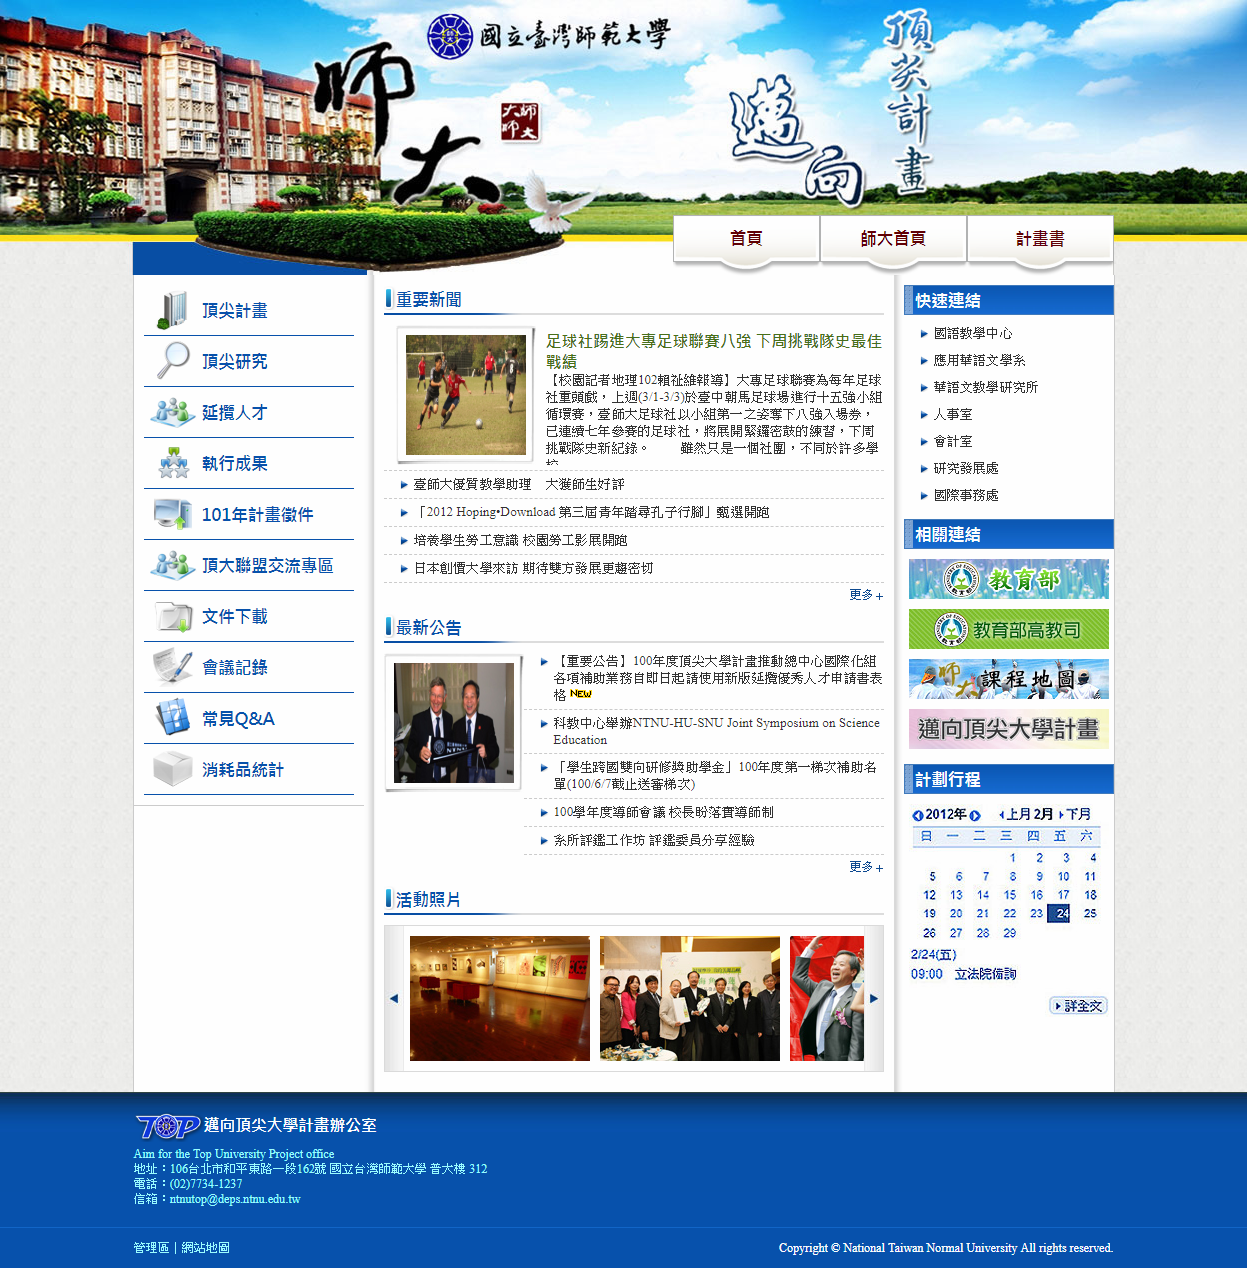 國立臺灣師範大學
師大
大師
師大
邁向
頂尖計畫
首頁
師大首頁
計畫書
頂尖計畫
頂尖研究
延攬人才
執行成果
101年計畫徵件
頂大聯盟交流專區
文件下載
會議記錄
常見Q&A
消耗品統計
重要新聞
足球社踢進大專足球聯賽八強 下周挑戰隊史最佳
戰績
【校園記者地理102賴祉維報導】大專足球聯賽為每年足球
社重頭戲，上週(3/1-3/3)於臺中朝馬足球場進行十五強小組
循環賽，臺師大足球社以小組第一之姿奪下八強入場券，
已連續七年參賽的足球社，將展開緊鑼密鼓的練習，下周
挑戰隊史新紀錄。　　雖然只是一個社團，不同於許多學
臺師大優質教學助理　大獲師生好評
「2012 Hoping•Download 第三屆青年踏尋孔子行腳」甄選開跑
培養學生勞工意識 校園勞工影展開跑
日本創價大學來訪 期待雙方發展更趨密切
更多+
最新公告
【重要公告】100年度頂尖大學計畫推動總中心國際化組
各項補助業務自即日起請使用新版延攬優秀人才申請書表
格 NEW
科教中心舉辦NTNU-HU-SNU Joint Symposium on Science
Education
「學生跨國雙向研修獎助學金」100年度第一梯次補助名
單(100/6/7截止送審梯次)
100學年度導師會議 校長盼落實導師制
系所評鑑工作坊 評鑑委員分享經驗
更多+
活動照片
快速連結
國語教學中心
應用華語文學系
華語文教學研究所
人事室
會計室
研究發展處
國際事務處
相關連結
教育部
教育部高教司
師大 課程地圖
邁向頂尖大學計畫
計劃行程
2012年 上月 2月 下月
日 一 二 三 四 五 六
1 2 3 4
5 6 7 8 9 10 11
12 13 14 15 16 17 18
19 20 21 22 23 24 25
26 27 28 29
2/24(五)
09:00 立法院備詢
詳全文
TOP 邁向頂尖大學計畫辦公室
Aim for the Top University Project office
地址：106台北市和平東路一段162號 國立台灣師範大學 普大樓 312
電話：(02)7734-1237
信箱：ntnutop@deps.ntnu.edu.tw
管理區 | 網站地圖
Copyright © National Taiwan Normal University All rights reserved.